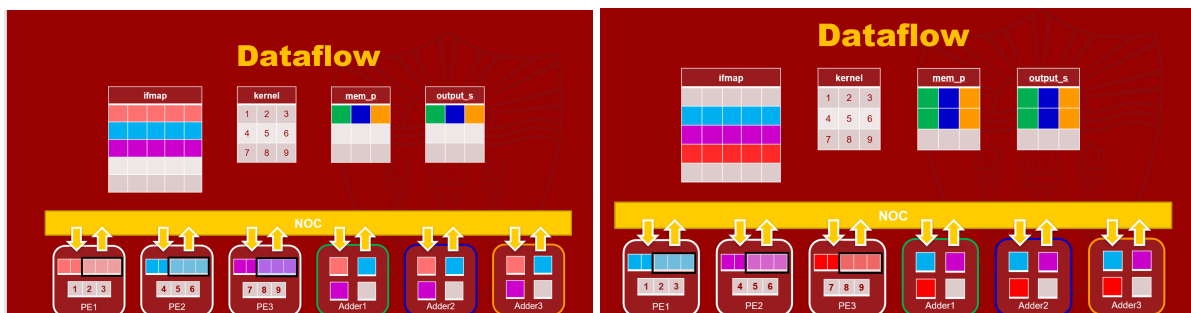 Dataflow
ifmap kernel mem_p output_s
1 2 3
4 5 6
7 8 9
NOC
1 2 3 4 5 6 7 8 9
PE1 PE2 PE3 Adder1 Adder2 Adder3
Dataflow
ifmap kernel mem_p output_s
1 2 3
4 5 6
7 8 9
NOC
1 2 3 4 5 6 7 8 9
PE1 PE2 PE3 Adder1 Adder2 Adder3